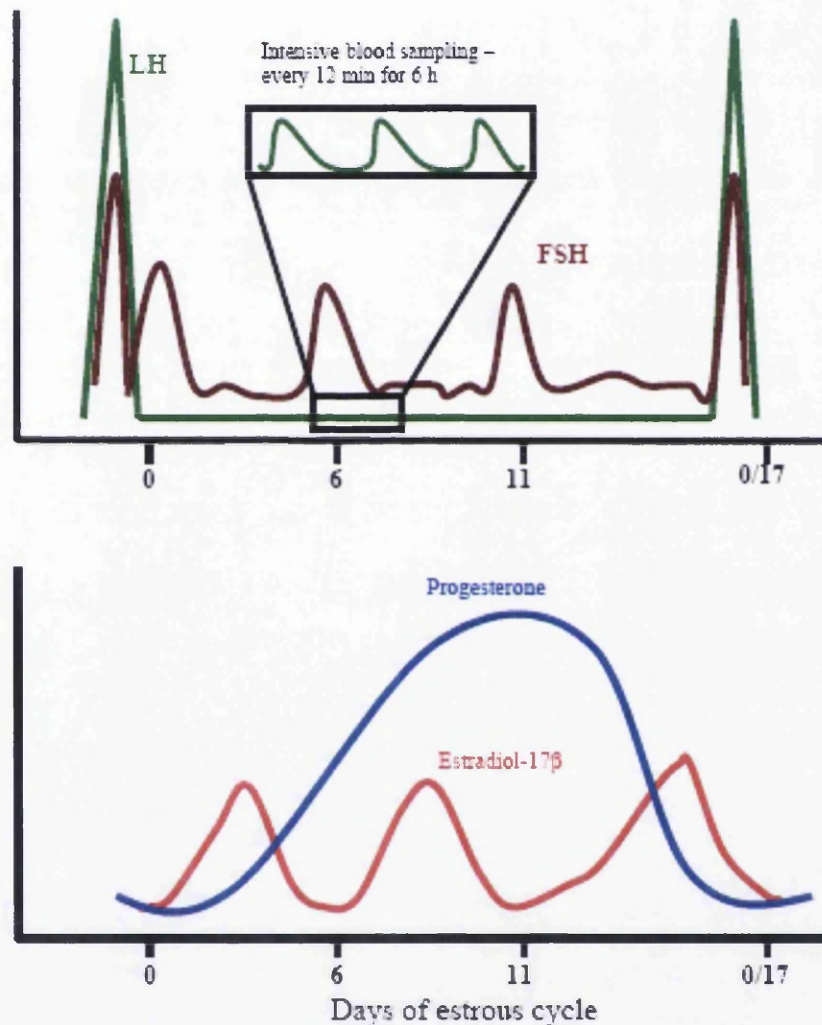 LH
Intensive blood sampling –
every 12 min for 6 h
FSH
0
6
11
0/17
Progesterone
Estradiol-17β
0
6
11
0/17
Days of estrous cycle